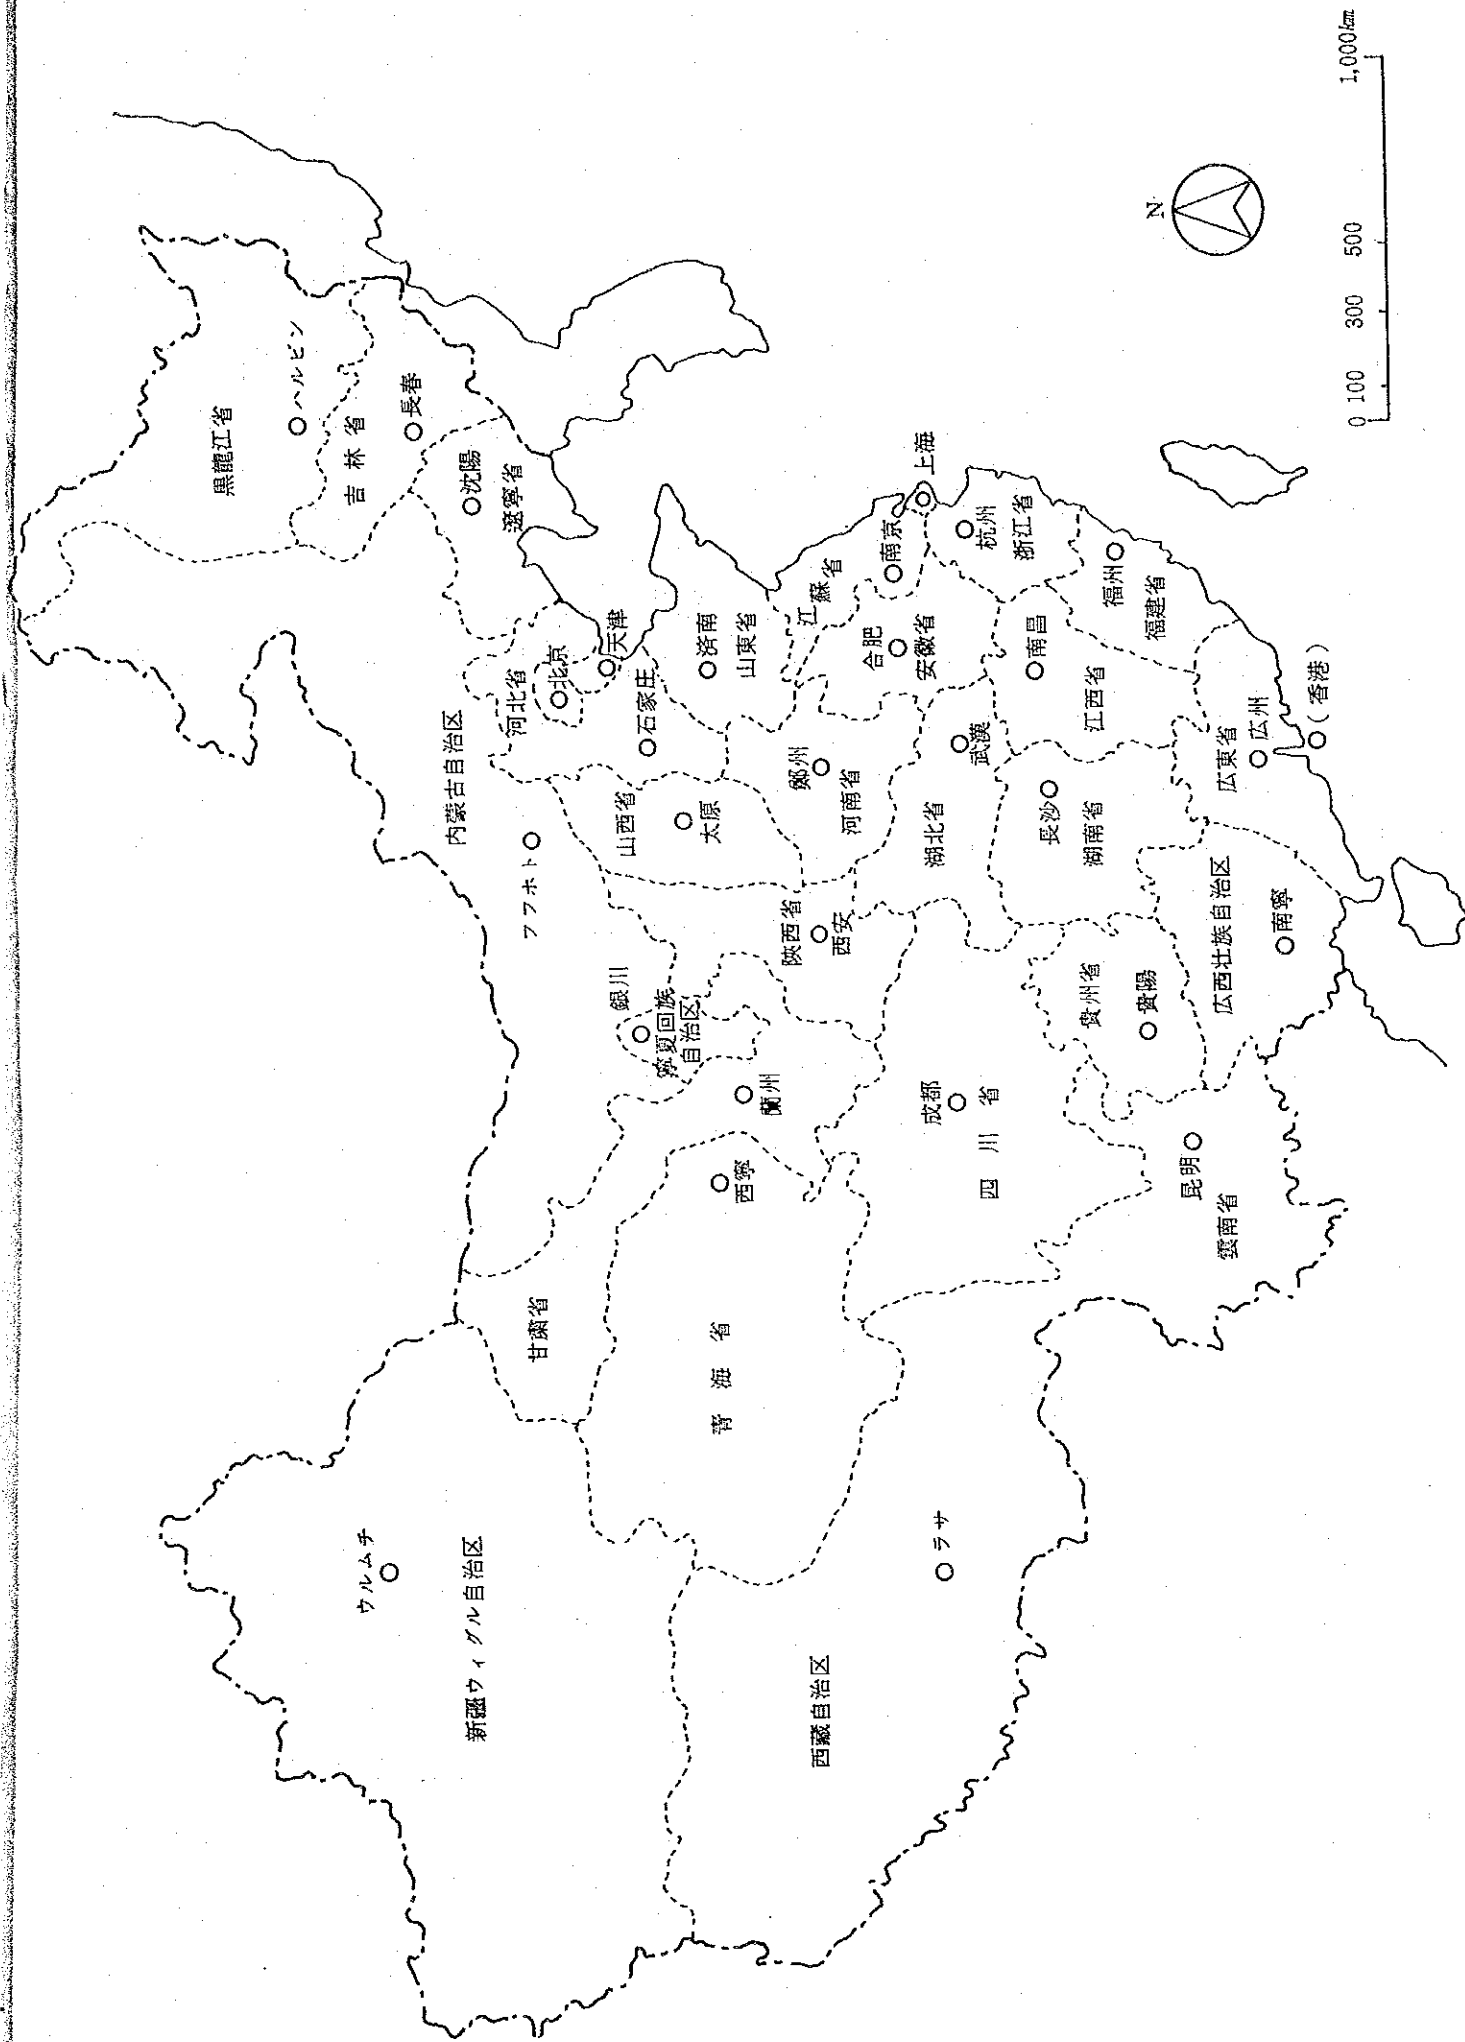 黒龍江省
ハルビン
吉林省
長春
沈陽
遼寧省
内蒙古自治区
フフホト
河北省
北京
天津
石家庄
済南
山東省
山西省
太原
江蘇省
南京
上海
合肥
安徽省
杭州
浙江省
鄭州
河南省
陝西省
西安
銀川
寧夏回族
自治区
蘭州
甘粛省
西寧
青海省
ウルムチ
新疆ウィグル自治区
西蔵自治区
ラサ
成都
四川省
湖北省
武漢
長沙
湖南省
南昌
江西省
福州
福建省
貴州省
貴陽
昆明
雲南省
広西壮族自治区
南寧
広東省
広州
(香港)
N
0 100 300 500 1,000km